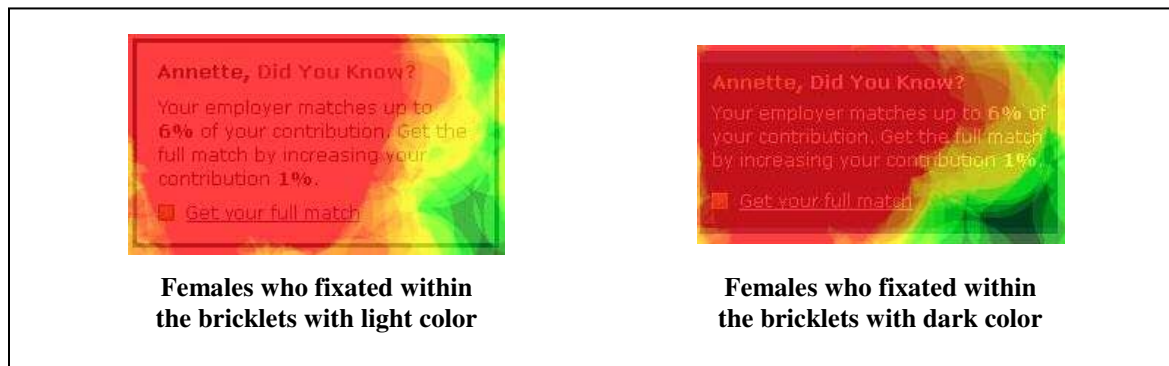 Annette, Did You Know?
Your employer matches up to
6% of your contribution. Get the
full match by increasing your
contribution 1%.
Get your full match
Females who fixated within
the bricklets with light color
Annette, Did You Know?
Your employer matches up to 6% of
your contribution. Get the full match
by increasing your contribution 1%.
Get your full match
Females who fixated within
the bricklets with dark color